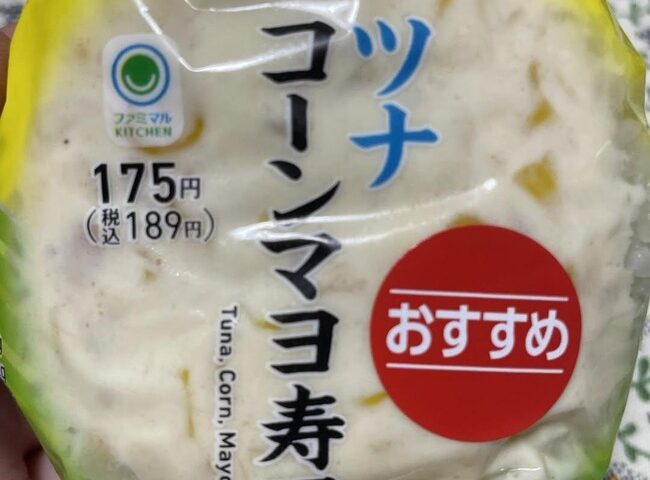 ツナ
コーンマヨ寿
Tuna, Corn, Mayo
ファミマル
KITCHEN
175円
(税込189円)
おすすめ